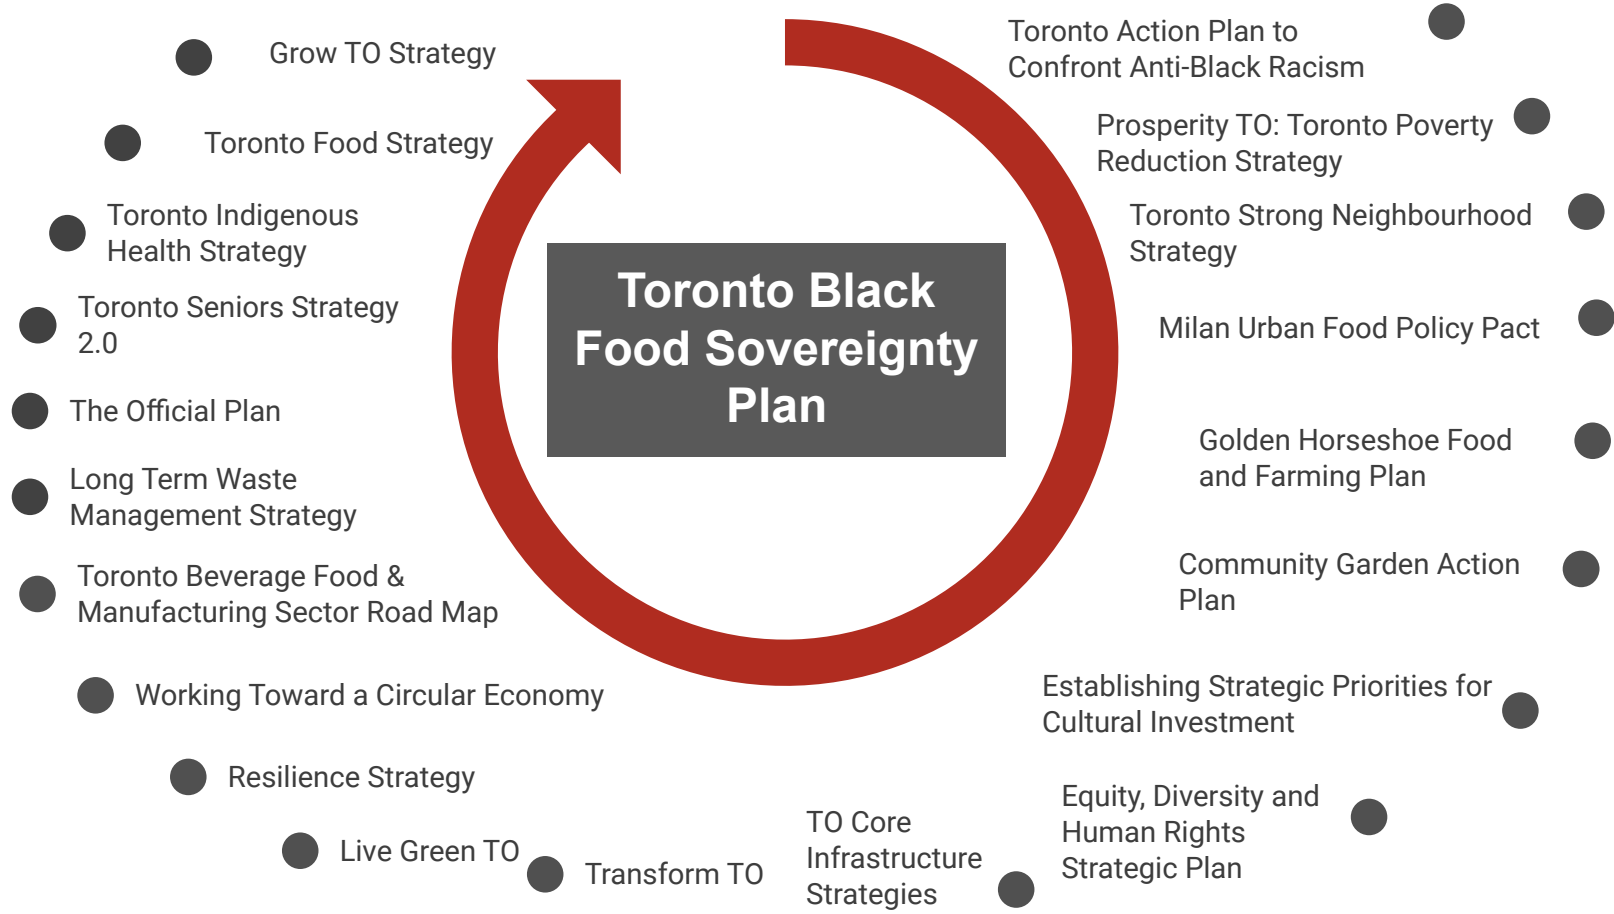 Grow TO Strategy
Toronto Food Strategy
Toronto Indigenous
Health Strategy
Toronto Seniors Strategy
2.0
The Official Plan
Long Term Waste
Management Strategy
Toronto Beverage Food &
Manufacturing Sector Road Map
Working Toward a Circular Economy
Resilience Strategy
Live Green TO
Transform TO
Toronto Black
Food Sovereignty
Plan
Toronto Action Plan to
Confront Anti-Black Racism
Prosperity TO: Toronto Poverty
Reduction Strategy
Toronto Strong Neighbourhood
Strategy
Milan Urban Food Policy Pact
Golden Horseshoe Food
and Farming Plan
Community Garden Action
Plan
Establishing Strategic Priorities for
Cultural Investment
Equity, Diversity and
Human Rights
Strategic Plan
TO Core
Infrastructure
Strategies